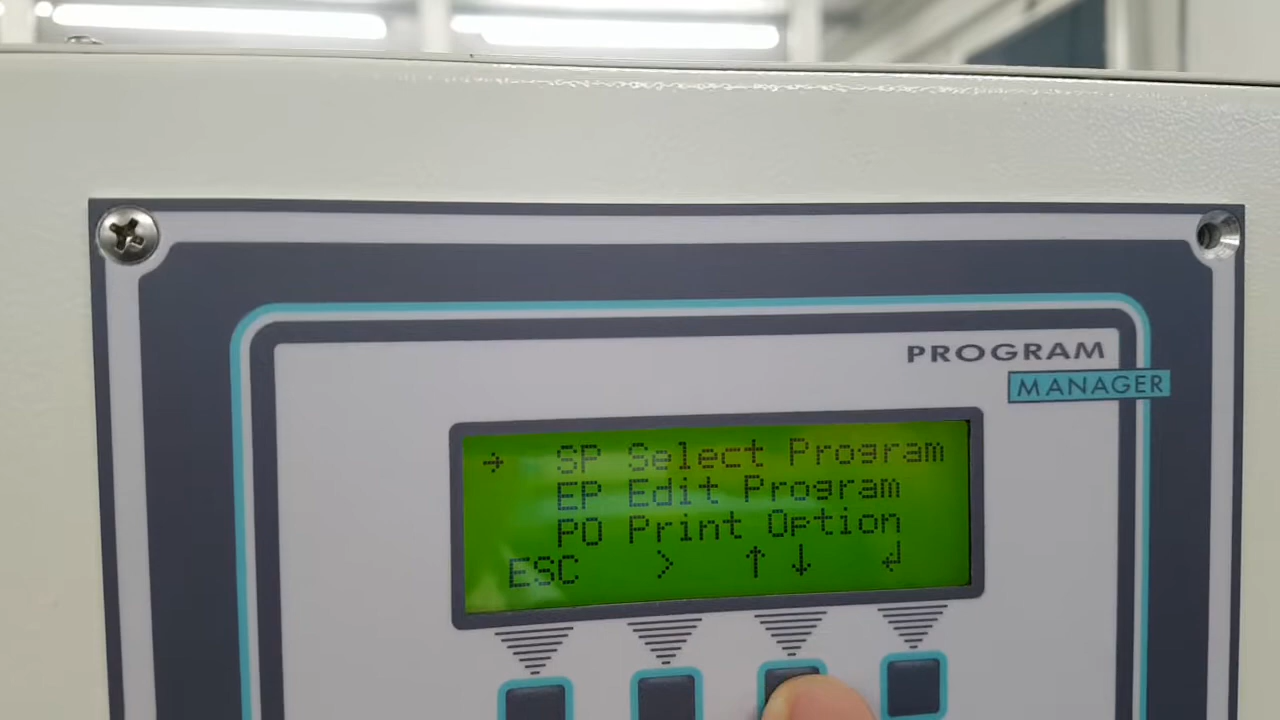 PROGRAM
MANAGER
→ SP Select Program
EP Edit Program
PO Print Option
ESC > ↑ ↓ ↵